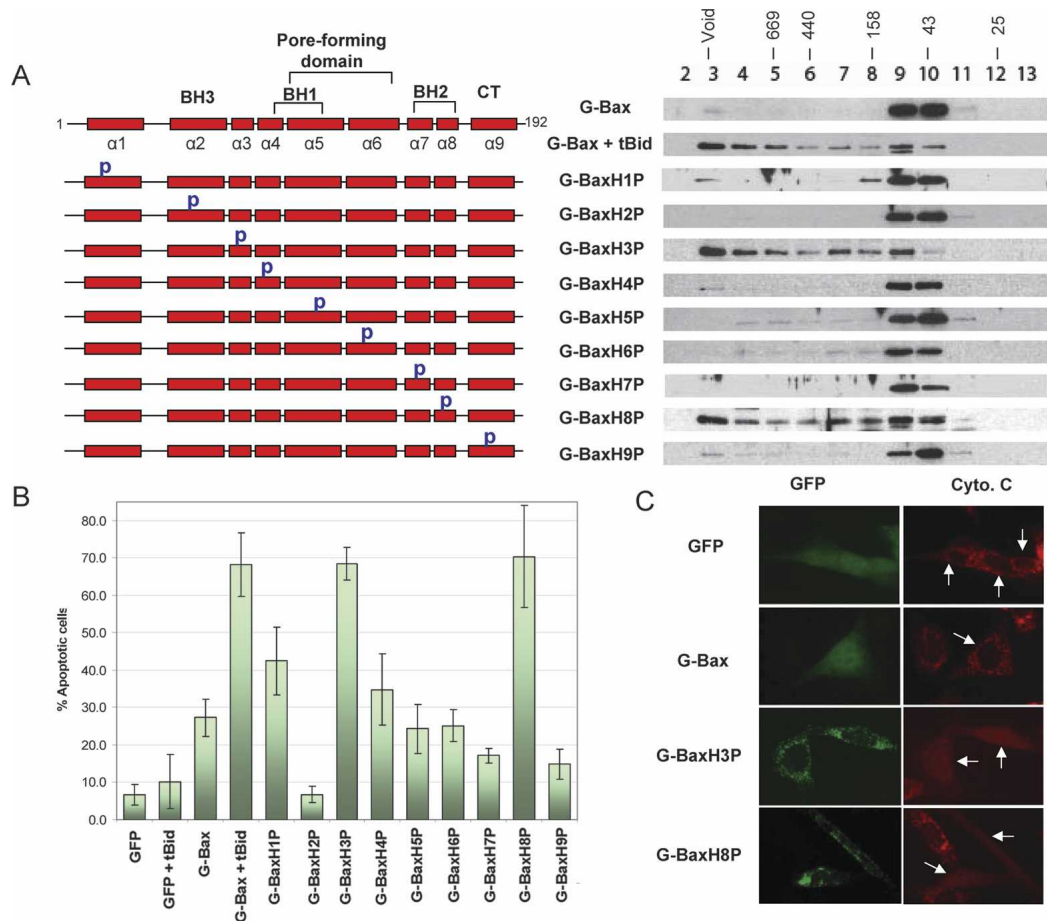 A
Pore-forming
domain
BH3
BH1
BH2
CT
1
192
α1
α2
α3
α4
α5
α6
α7
α8
α9
p
p
p
p
p
p
p
p
p
Void
669
440
158
43
25
2 3 4 5 6 7 8 9 10 11 12 13
G-Bax
G-Bax + tBid
G-BaxH1P
G-BaxH2P
G-BaxH3P
G-BaxH4P
G-BaxH5P
G-BaxH6P
G-BaxH7P
G-BaxH8P
G-BaxH9P
B
% Apoptotic cells
80.0
70.0
60.0
50.0
40.0
30.0
20.0
10.0
0.0
GFP
GFP + tBid
G-Bax
G-Bax + tBid
G-BaxH1P
G-BaxH2P
G-BaxH3P
G-BaxH4P
G-BaxH5P
G-BaxH6P
G-BaxH7P
G-BaxH8P
G-BaxH9P
C
GFP
Cyto. C
GFP
G-Bax
G-BaxH3P
G-BaxH8P